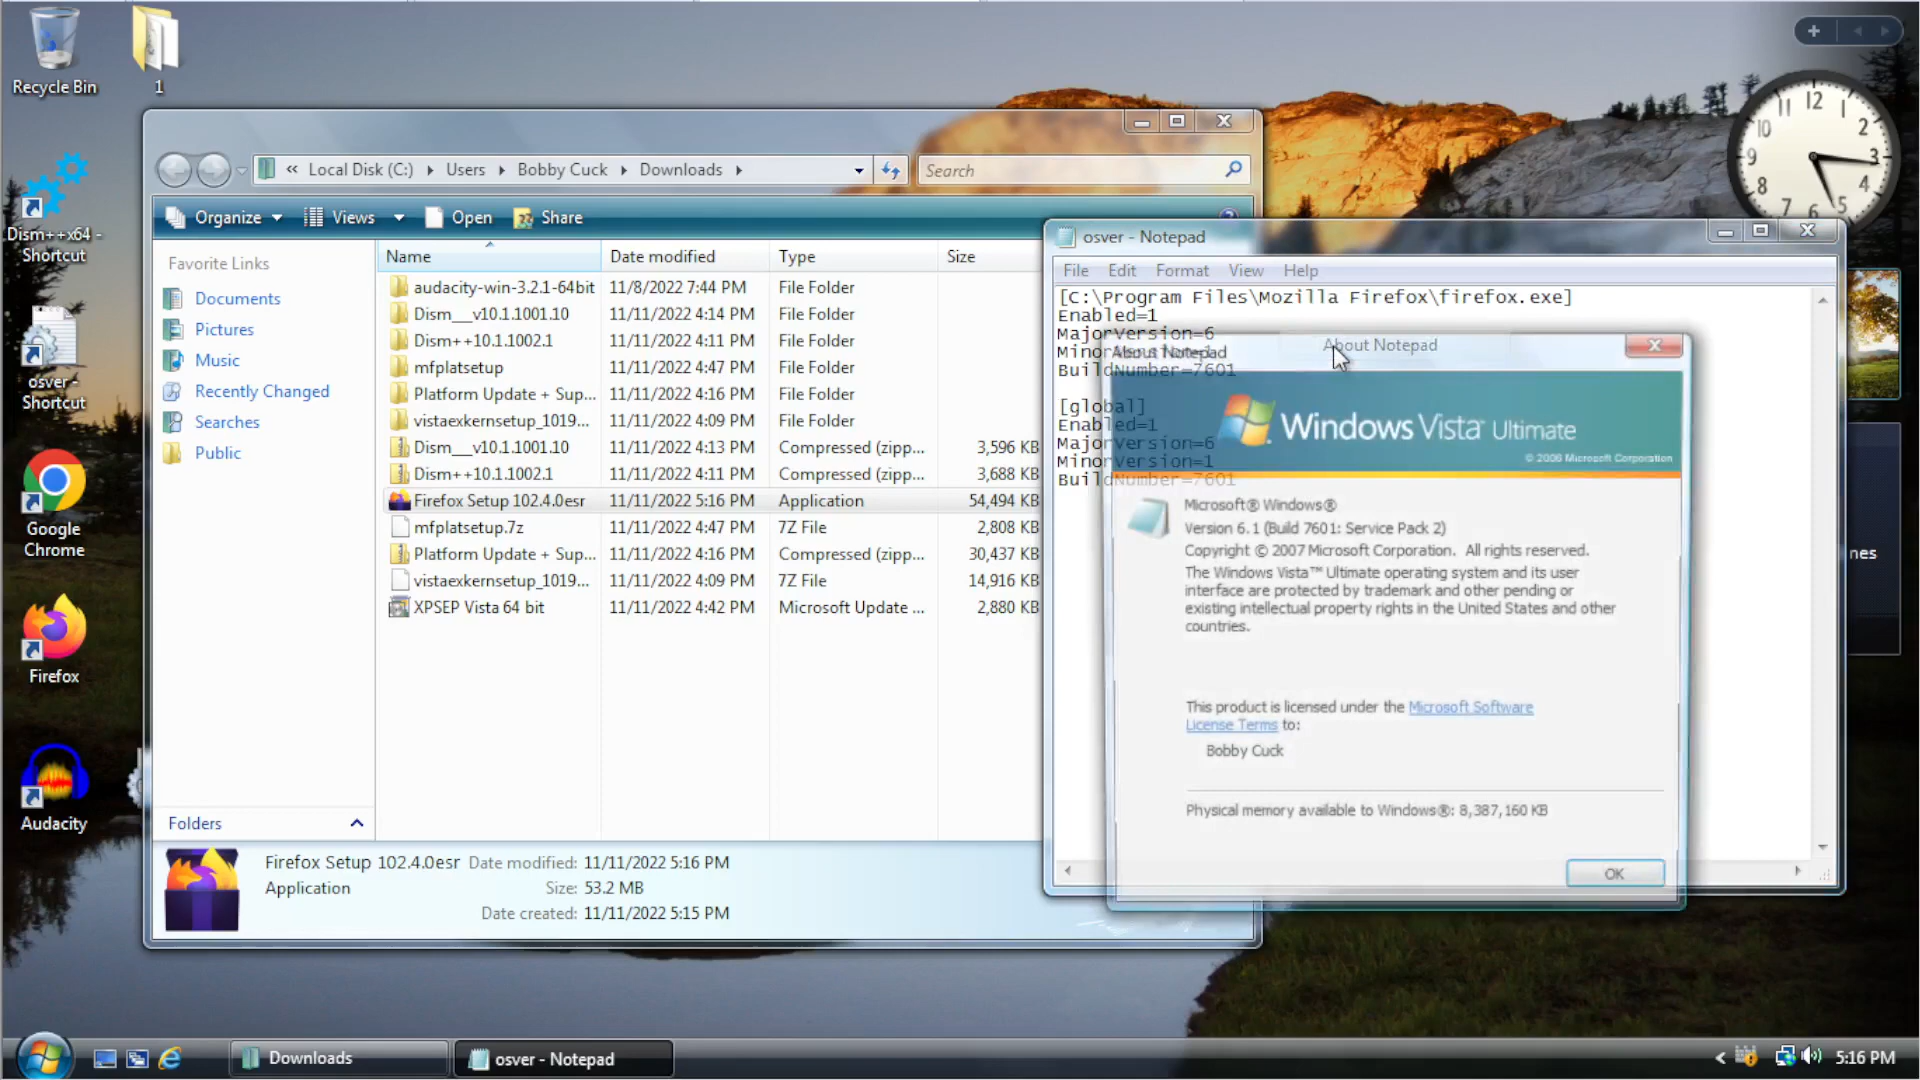 Recycle Bin
1
Dism++x64 -
Shortcut
osver -
Shortcut
Google
Chrome
Firefox
Audacity
« Local Disk (C:) Users Bobby Cuck Downloads
Search
Organize Views Open Share
Favorite Links
Documents
Pictures
Music
Recently Changed
Searches
Public
Folders
Name Date modified Type Size
audacity-win-3.2.1-64bit 11/8/2022 7:44 PM File Folder
Dism__v10.1.1001.10 11/11/2022 4:14 PM File Folder
Dism++10.1.1002.1 11/11/2022 4:11 PM File Folder
mfplatsetup 11/11/2022 4:47 PM File Folder
Platform Update + Sup... 11/11/2022 4:16 PM File Folder
vistaexkernsetup_1019... 11/11/2022 4:09 PM File Folder
Dism__v10.1.1001.10 11/11/2022 4:13 PM Compressed (zipp... 3,596 KB
Dism++10.1.1002.1 11/11/2022 4:11 PM Compressed (zipp... 3,688 KB
Firefox Setup 102.4.0esr 11/11/2022 5:16 PM Application 54,494 KB
mfplatsetup.7z 11/11/2022 4:47 PM 7Z File 2,808 KB
Platform Update + Sup... 11/11/2022 4:16 PM Compressed (zipp... 30,437 KB
vistaexkernsetup_1019... 11/11/2022 4:09 PM 7Z File 14,916 KB
XPSEP Vista 64 bit 11/11/2022 4:42 PM Microsoft Update ... 2,880 KB
Firefox Setup 102.4.0esr Date modified: 11/11/2022 5:16 PM
Application Size: 53.2 MB
Date created: 11/11/2022 5:15 PM
osver - Notepad
File Edit Format View Help
[C:\Program Files\Mozilla Firefox\firefox.exe]
Enabled=1
MajorVersion=6
MinorVersion=1
BuildNumber=7601
[global]
Enabled=1
MajorVersion=6
MinorVersion=1
BuildNumber=7601
About Notepad
About Notepad
Windows Vista Ultimate
© 2006 Microsoft Corporation
Microsoft® Windows®
Version 6.1 (Build 7601: Service Pack 2)
Copyright © 2007 Microsoft Corporation. All rights reserved.
The Windows Vista™ Ultimate operating system and its user
interface are protected by trademark and other pending or
existing intellectual property rights in the United States and other
countries.
This product is licensed under the Microsoft Software
License Terms to:
Bobby Cuck
Physical memory available to Windows®: 8,387,160 KB
OK
12
11 1
10 2
9 3
8 4
7 6 5
nes
Downloads
osver - Notepad
5:16 PM